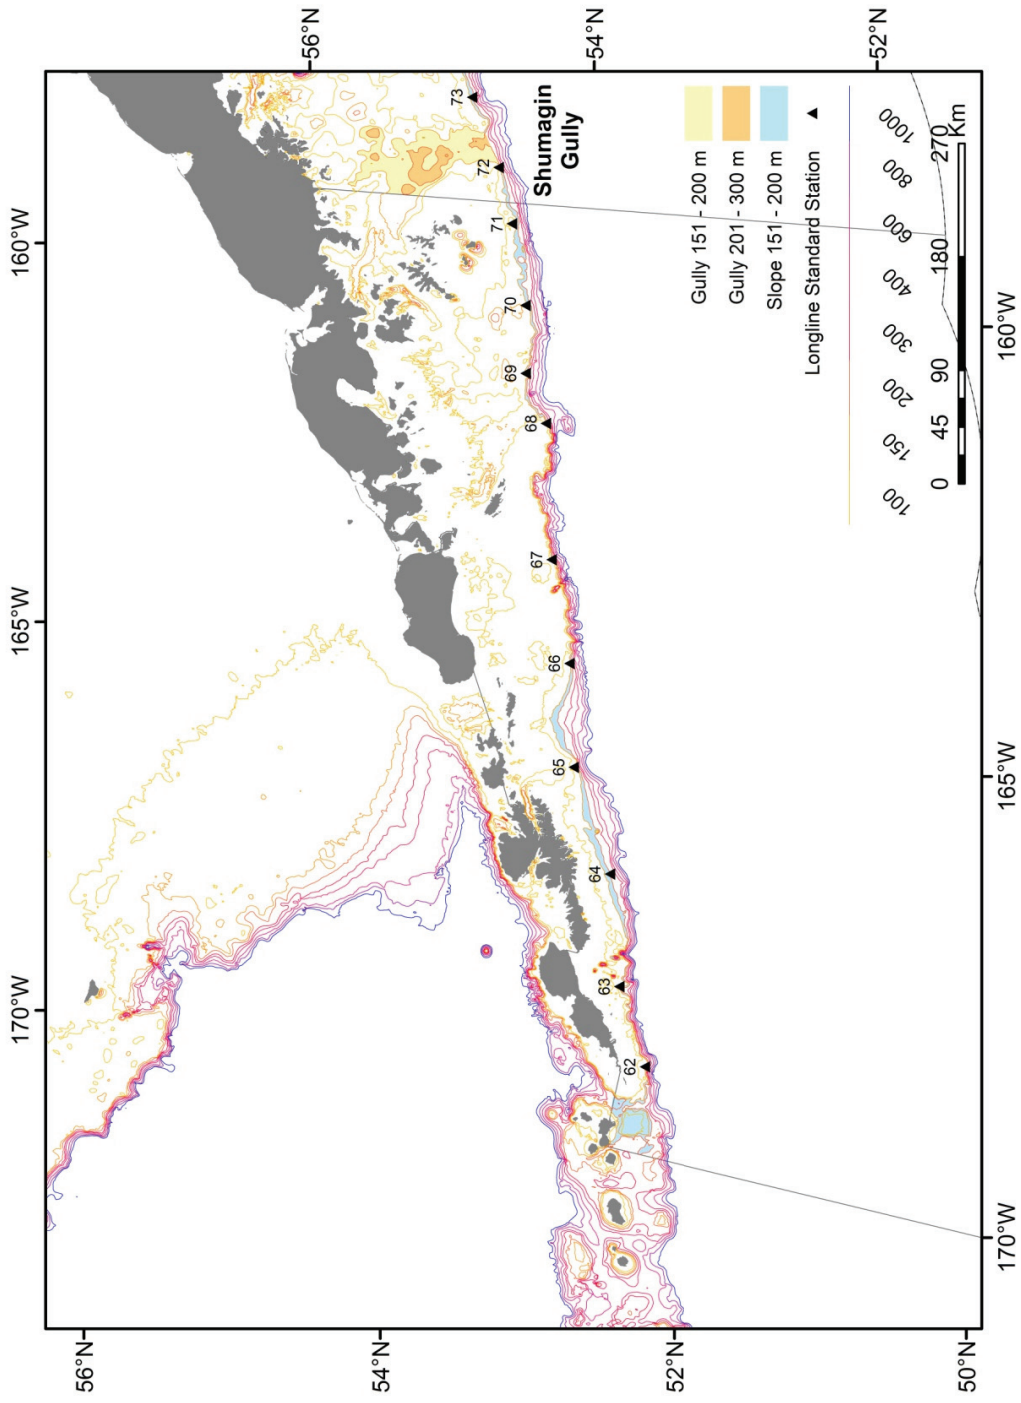 160°W
165°W
170°W
56°N
54°N
52°N
73
72
Shumagin
Gully
71
70
69
68
67
66
65
64
63
62
Gully 151 - 200 m
Gully 201 - 300 m
Slope 151 - 200 m
Longline Standard Station
100 150 200 300 400 600 800 1000
0 45 90 180 270
Km
56°N
54°N
52°N
50°N
160°W
165°W
170°W